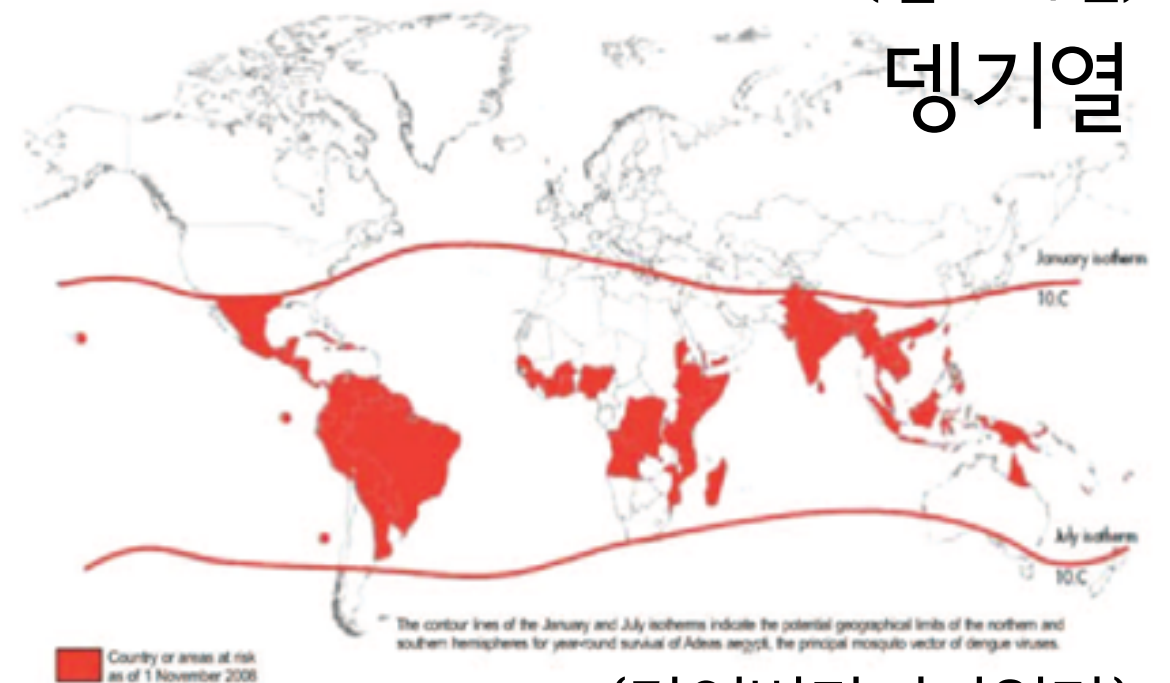 뎅기열
January isotherm
10.C
July isotherm
10.C
The contour lines of the January and July isotherms indicate the potential geographical limits of the northern and
southern hemispheres for year-round survival of Adeas aegypti, the principal mosquito vector of dengue viruses.
Country or areas at risk
as of 1 November 2008